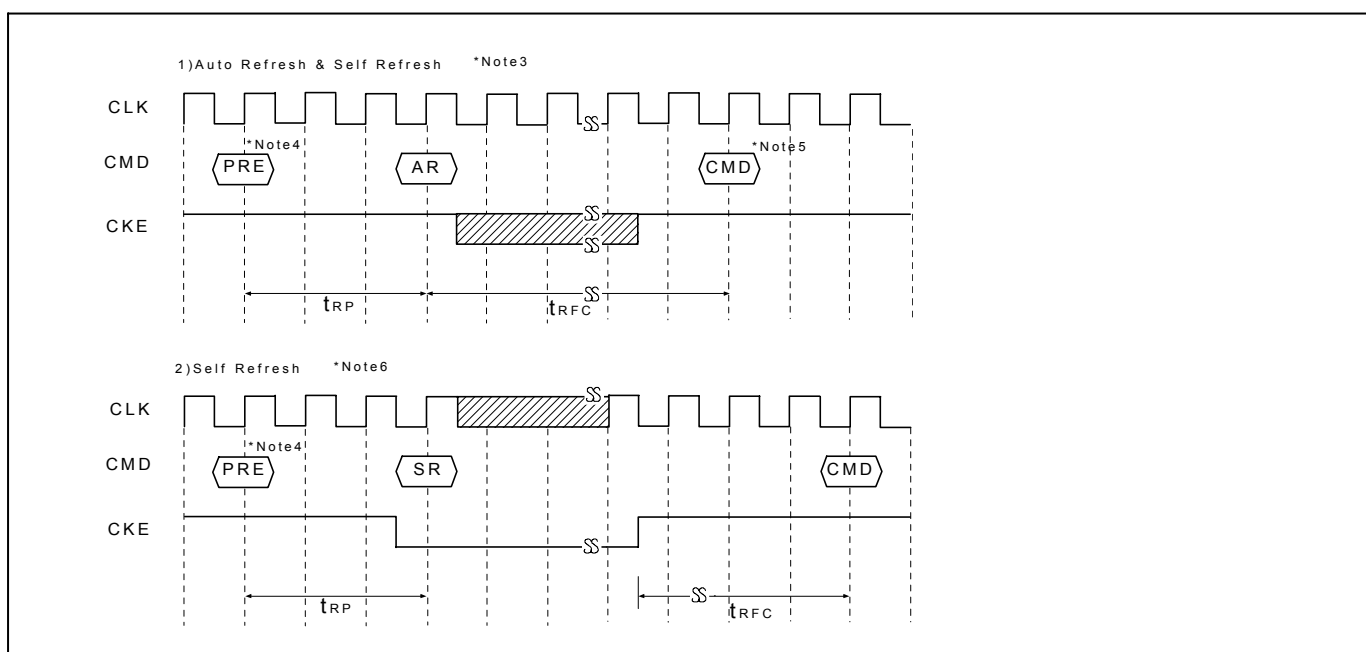 1)Auto Refresh & Self Refresh *Note3
CLK
CMD PRE *Note4 AR CMD *Note5
CKE
tRP tRFC
2)Self Refresh *Note6
CLK
CMD PRE *Note4 SR CMD
CKE
tRP tRFC